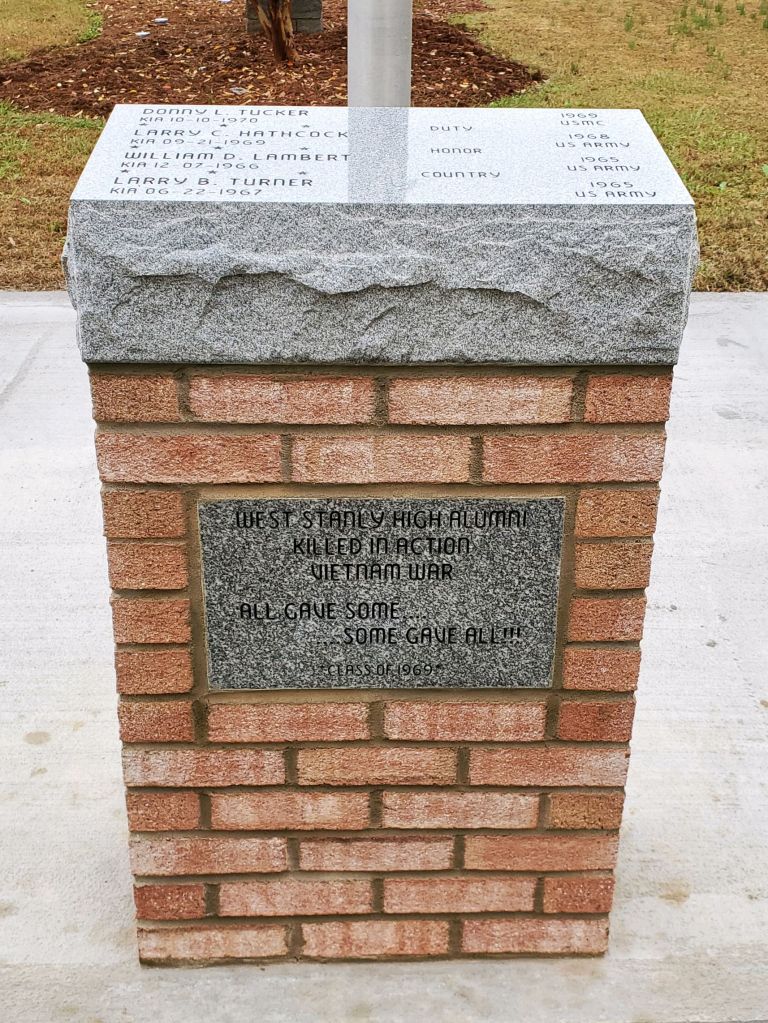 DONNY L. TUCKER 1969
KIA 10-10-1970 USMC
DUTY
LARRY C. HATHCOCK 1968
KIA 09-21-1969 US ARMY
HONOR
WILLIAM D. LAMBERT 1965
KIA 12-07-1966 US ARMY
COUNTRY
LARRY B. TURNER 1965
KIA 06-22-1967 US ARMY
WEST STANLY HIGH ALUMNI
KILLED IN ACTION
VIETNAM WAR
ALL GAVE SOME....
....SOME GAVE ALL!!!
"CLASS OF 1969"